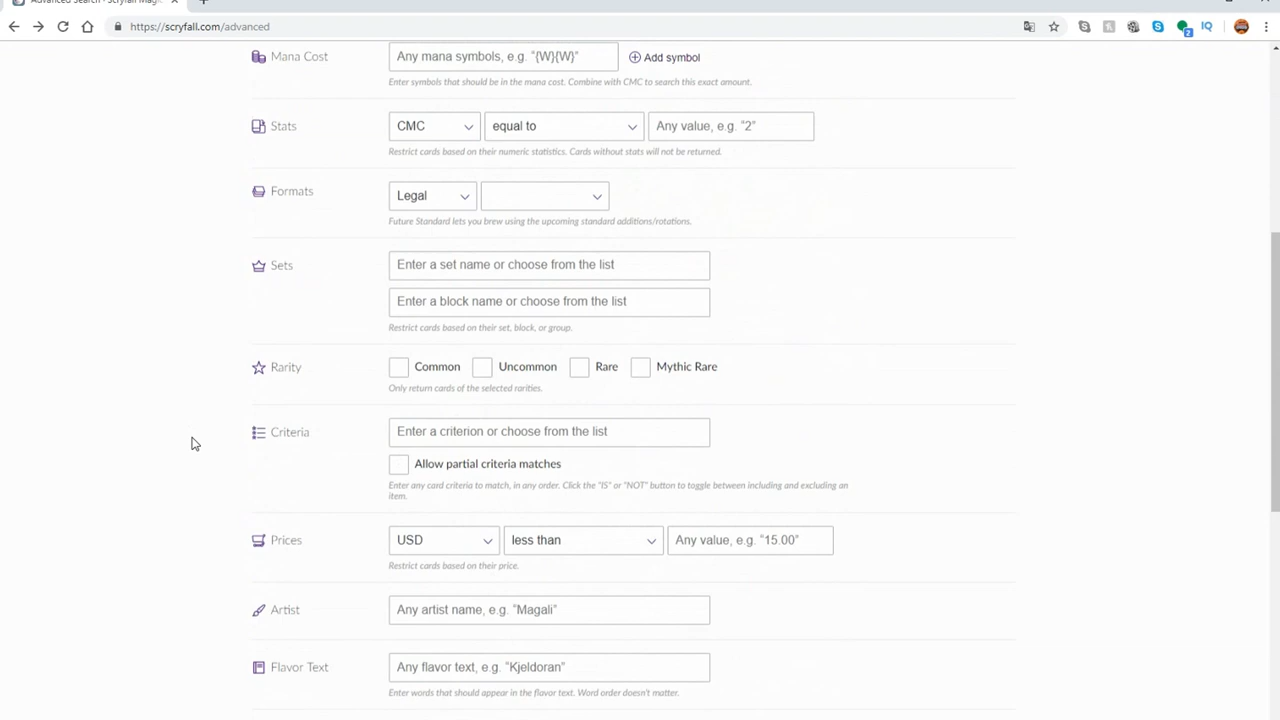 Advanced Search · Scryfall Magi
https://scryfall.com/advanced
2
IQ
Mana Cost
Any mana symbols, e.g. “{W}{W}”
Add symbol
Enter symbols that should be in the mana cost. Combine with CMC to search this exact amount.
Stats
CMC
equal to
Any value, e.g. “2”
Restrict cards based on their numeric statistics. Cards without stats will not be returned.
Formats
Legal
Future Standard lets you brew using the upcoming standard additions/rotations.
Sets
Enter a set name or choose from the list
Enter a block name or choose from the list
Restrict cards based on their set, block, or group.
Rarity
Common
Uncommon
Rare
Mythic Rare
Only return cards of the selected rarities.
Criteria
Enter a criterion or choose from the list
Allow partial criteria matches
Enter any card criteria to match, in any order. Click the “IS” or “NOT” button to toggle between including and excluding an
item.
Prices
USD
less than
Any value, e.g. “15.00”
Restrict cards based on their price.
Artist
Any artist name, e.g. “Magali”
Flavor Text
Any flavor text, e.g. “Kjeldoran”
Enter words that should appear in the flavor text. Word order doesn’t matter.